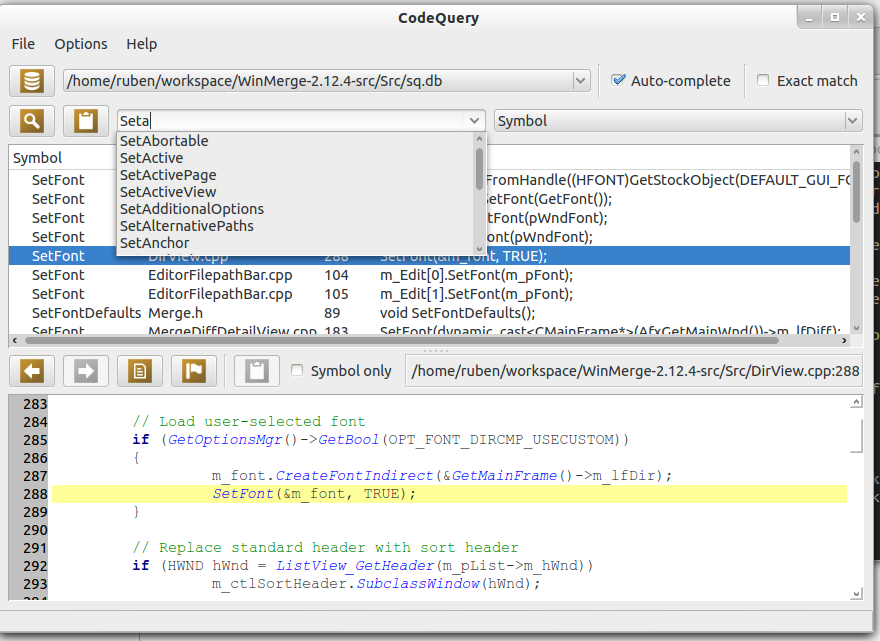 CodeQuery
File Options Help
/home/ruben/workspace/WinMerge-2.12.4-src/Src/sq.db Auto-complete Exact match
Seta Symbol
SetAbortable
SetActive
SetActivePage
SetActiveView
SetAdditionalOptions
SetAlternativePaths
SetAnchor
Symbol
SetFont FromHandle((HFONT)GetStockObject(DEFAULT_GUI_FO
SetFont SetFont(GetFont());
SetFont tFont(pWndFont);
SetFont ont(pWndFont);
SetFont DirView.cpp 288 SetFont(&m_font, TRUE);
SetFont EditorFilepathBar.cpp 104 m_Edit[0].SetFont(m_pFont);
SetFont EditorFilepathBar.cpp 105 m_Edit[1].SetFont(m_pFont);
SetFontDefaults Merge.h 89 void SetFontDefaults();
SetFont MergeDiffDetailView.cpp 183 SetFont(dynamic_cast<CMainFrame*>(AfxGetMainWnd())->m_lfDiff);
Symbol only /home/ruben/workspace/WinMerge-2.12.4-src/Src/DirView.cpp:288
283
284 // Load user-selected font
285 if (GetOptionsMgr()->GetBool(OPT_FONT_DIRCMP_USECUSTOM))
286 {
287 m_font.CreateFontIndirect(&GetMainFrame()->m_lfDir);
288 SetFont(&m_font, TRUE);
289 }
290
291 // Replace standard header with sort header
292 if (HWND hWnd = ListView_GetHeader(m_pList->m_hWnd))
293 m_ctlSortHeader.SubclassWindow(hWnd);